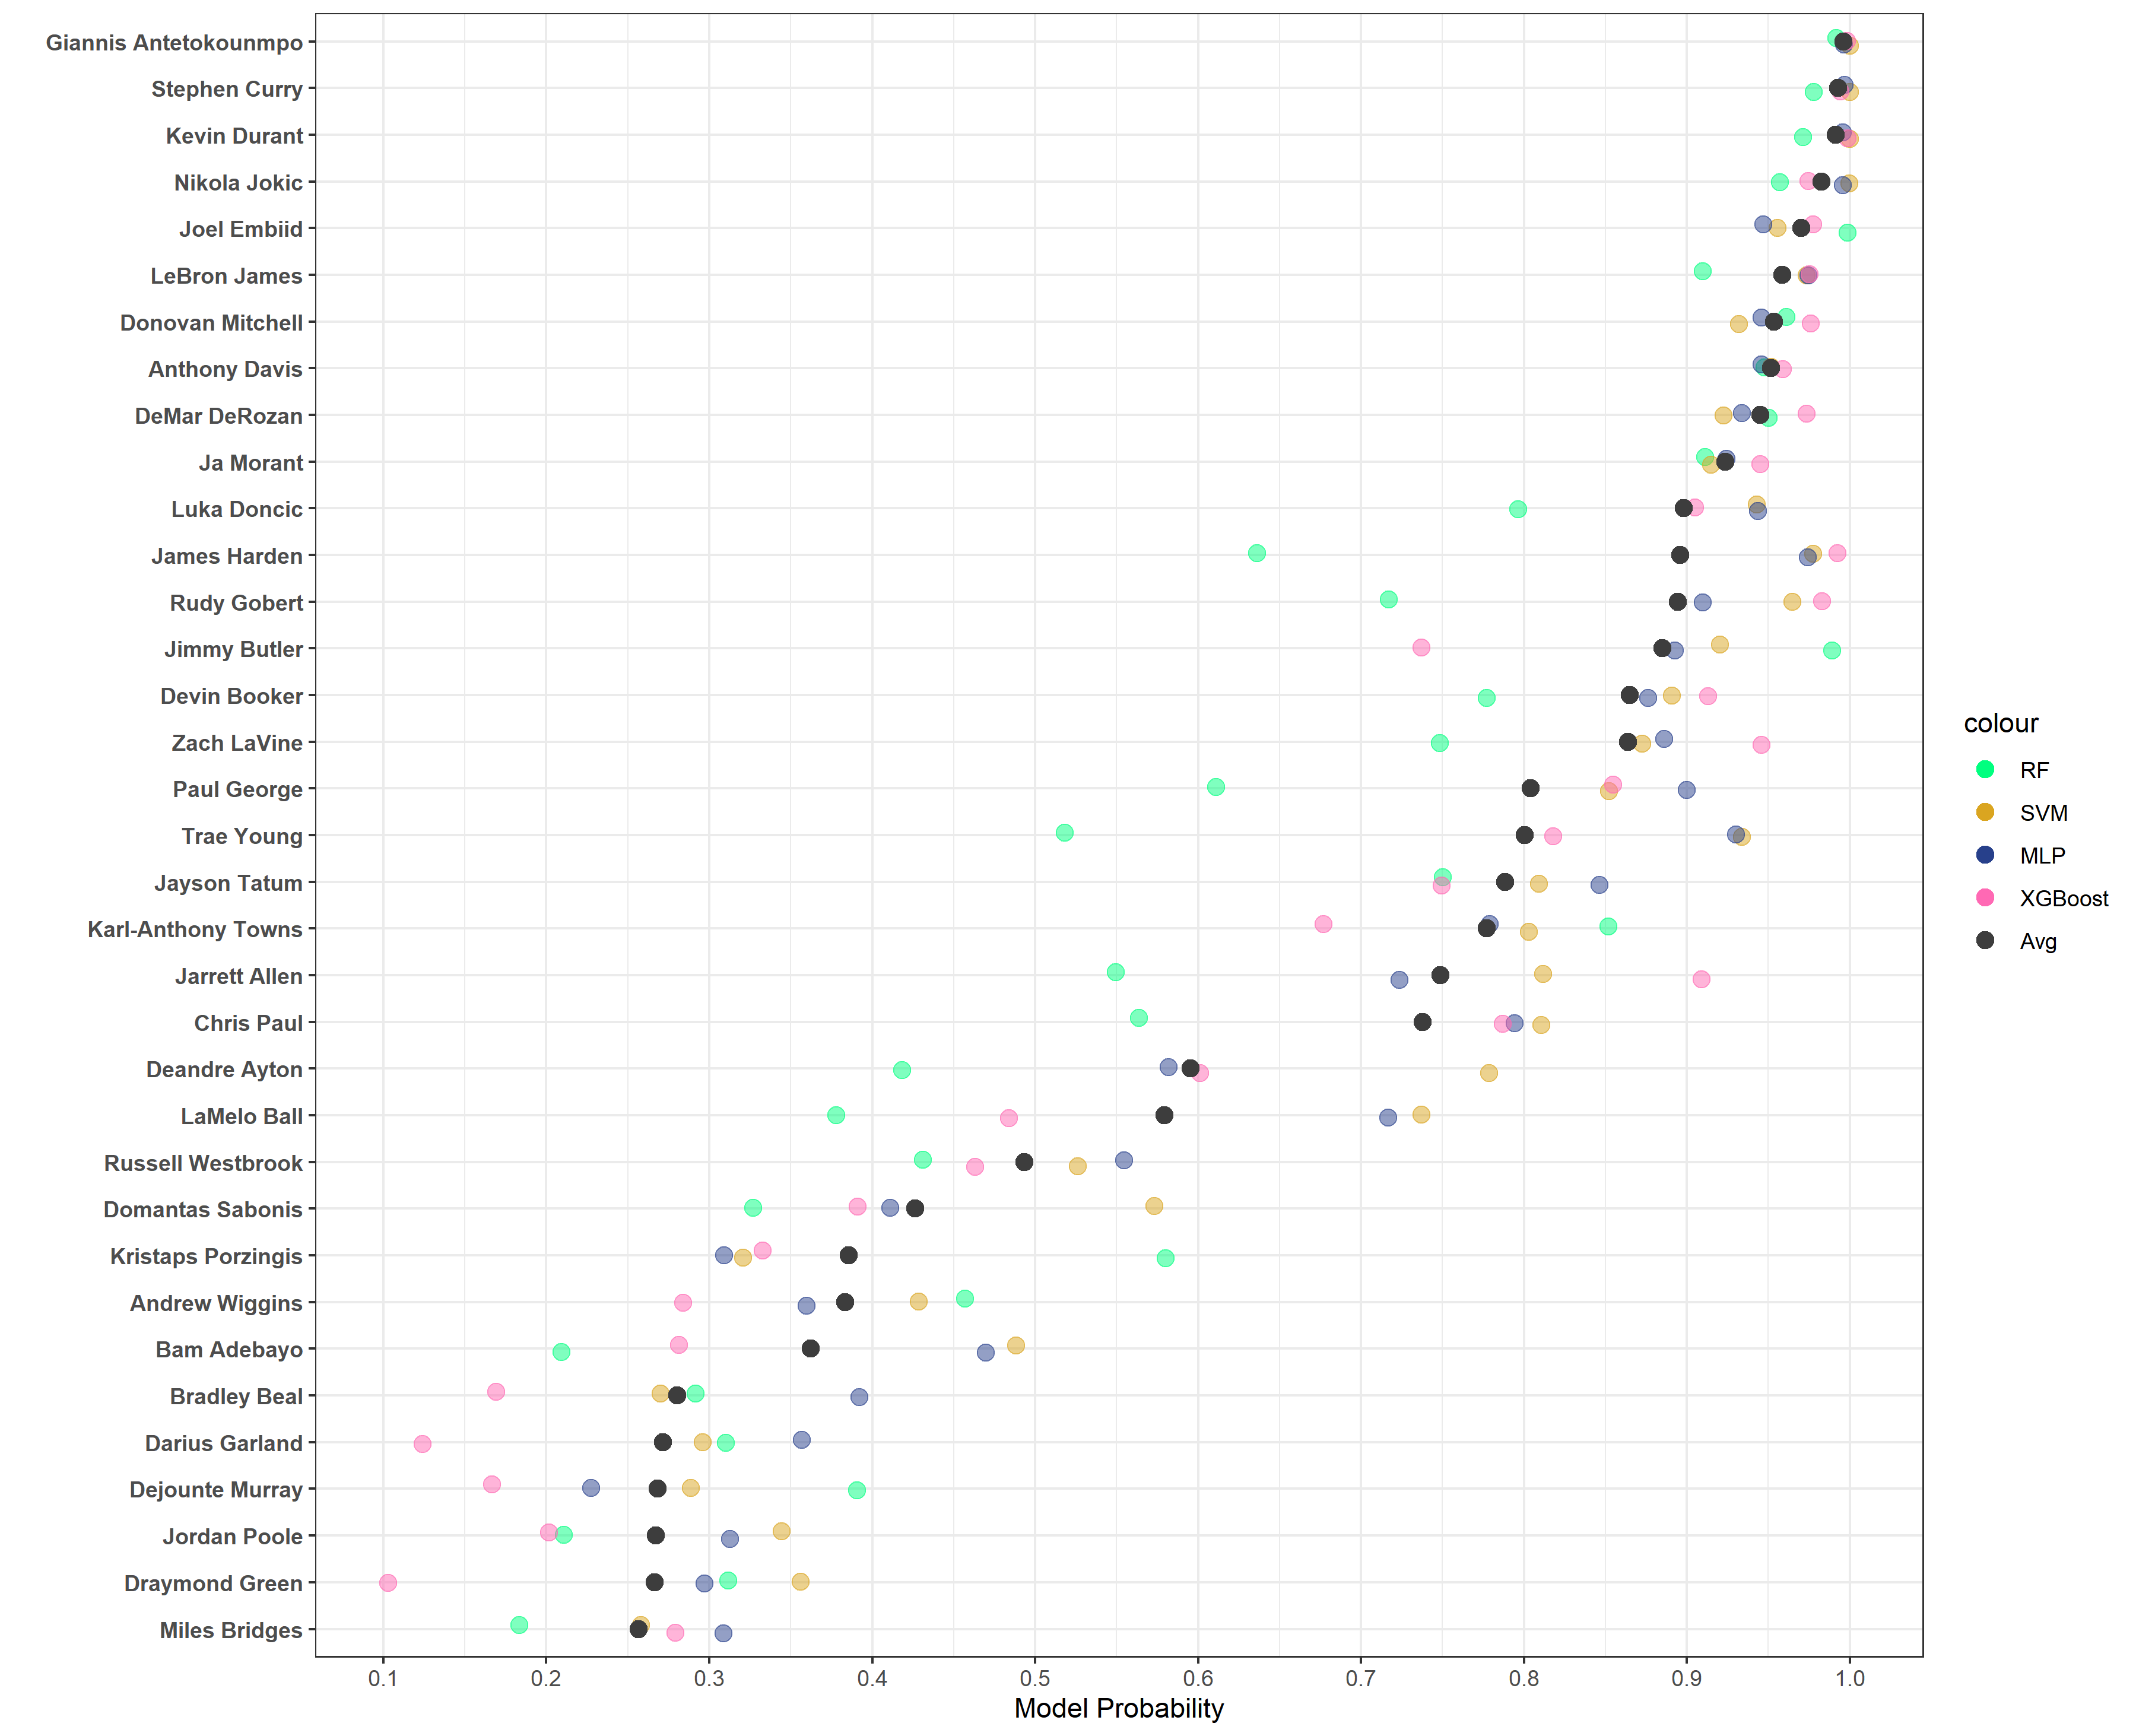 Giannis Antetokounmpo
Stephen Curry
Kevin Durant
Nikola Jokic
Joel Embiid
LeBron James
Donovan Mitchell
Anthony Davis
DeMar DeRozan
Ja Morant
Luka Doncic
James Harden
Rudy Gobert
Jimmy Butler
Devin Booker
Zach LaVine
Paul George
Trae Young
Jayson Tatum
Karl-Anthony Towns
Jarrett Allen
Chris Paul
Deandre Ayton
LaMelo Ball
Russell Westbrook
Domantas Sabonis
Kristaps Porzingis
Andrew Wiggins
Bam Adebayo
Bradley Beal
Darius Garland
Dejounte Murray
Jordan Poole
Draymond Green
Miles Bridges
0.1 0.2 0.3 0.4 0.5 0.6 0.7 0.8 0.9 1.0
Model Probability
colour
RF
SVM
MLP
XGBoost
Avg